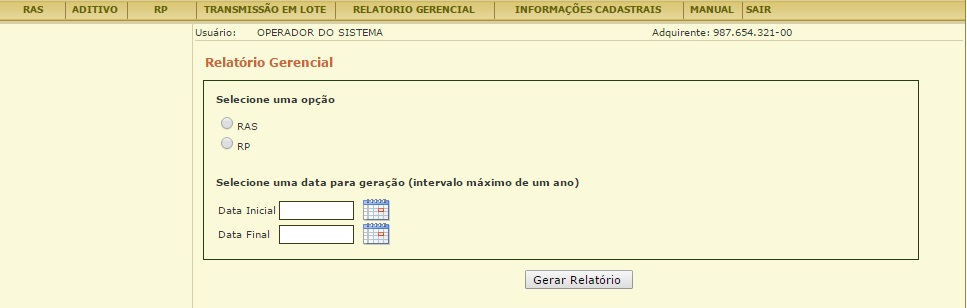 RAS ADITIVO RP TRANSMISSÃO EM LOTE RELATORIO GERENCIAL INFORMAÇÕES CADASTRAIS MANUAL SAIR
Usuário: OPERADOR DO SISTEMA Adquirente: 987.654.321-00
Relatório Gerencial
Selecione uma opção
RAS
RP
Selecione uma data para geração (intervalo máximo de um ano)
Data Inicial
Data Final
Gerar Relatório